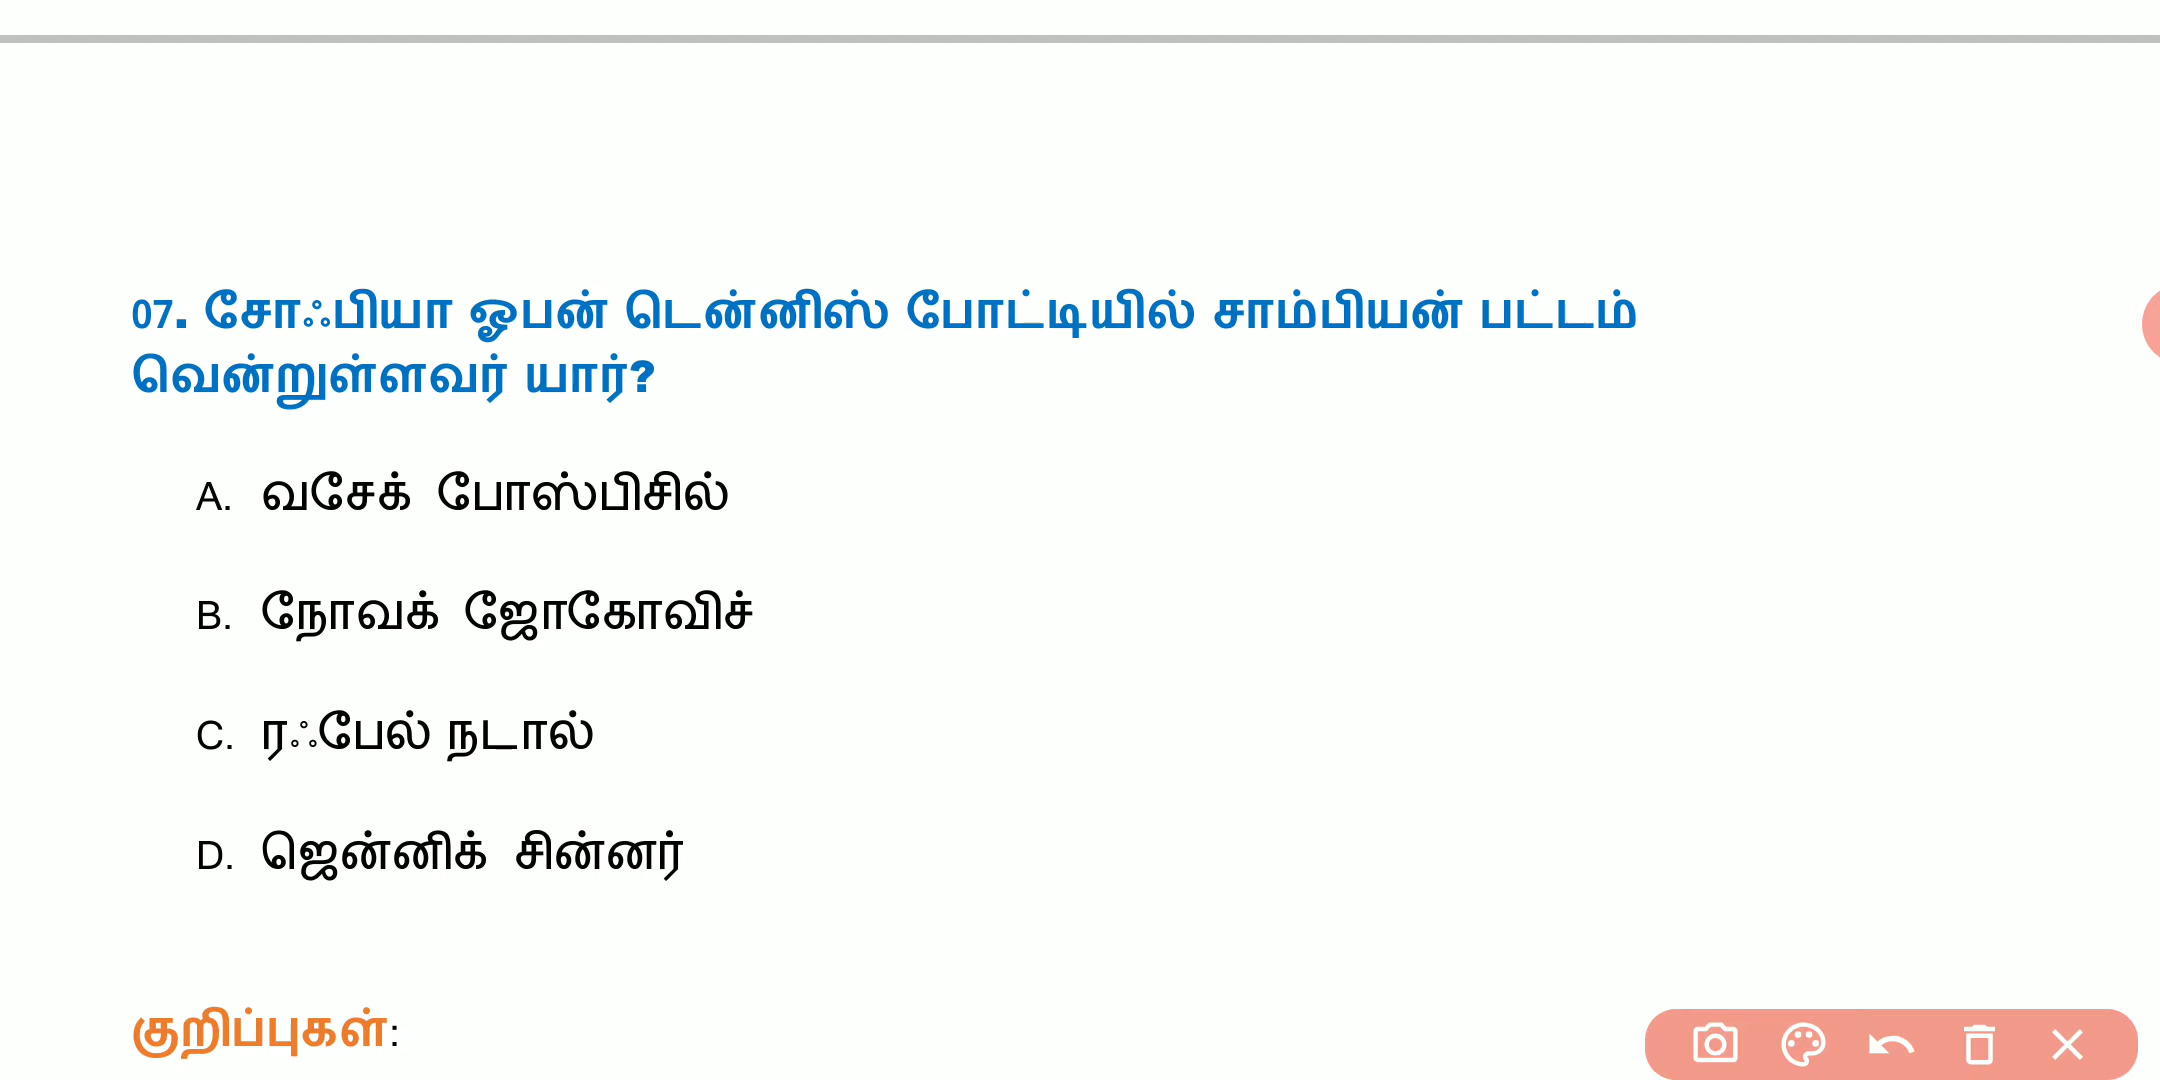 07. சோஃபியா ஓபன் டென்னிஸ் போட்டியில் சாம்பியன் பட்டம்
வென்றுள்ளவர் யார்?
A. வசேக் போஸ்பிசில்
B. நோவக் ஜோகோவிச்
C. ரஃபேல் நடால்
D. ஜென்னிக் சின்னர்
குறிப்புகள்: